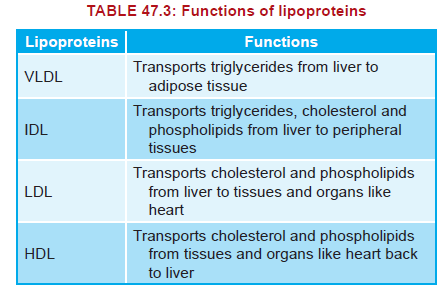 TABLE 47.3: Functions of lipoproteins
Lipoproteins Functions
VLDL
Transports triglycerides from liver to
adipose tissue
IDL
Transports triglycerides, cholesterol and
phospholipids from liver to peripheral
tissues
LDL
Transports cholesterol and phospholipids
from liver to tissues and organs like
heart
HDL
Transports cholesterol and phospholipids
from tissues and organs like heart back
to liver